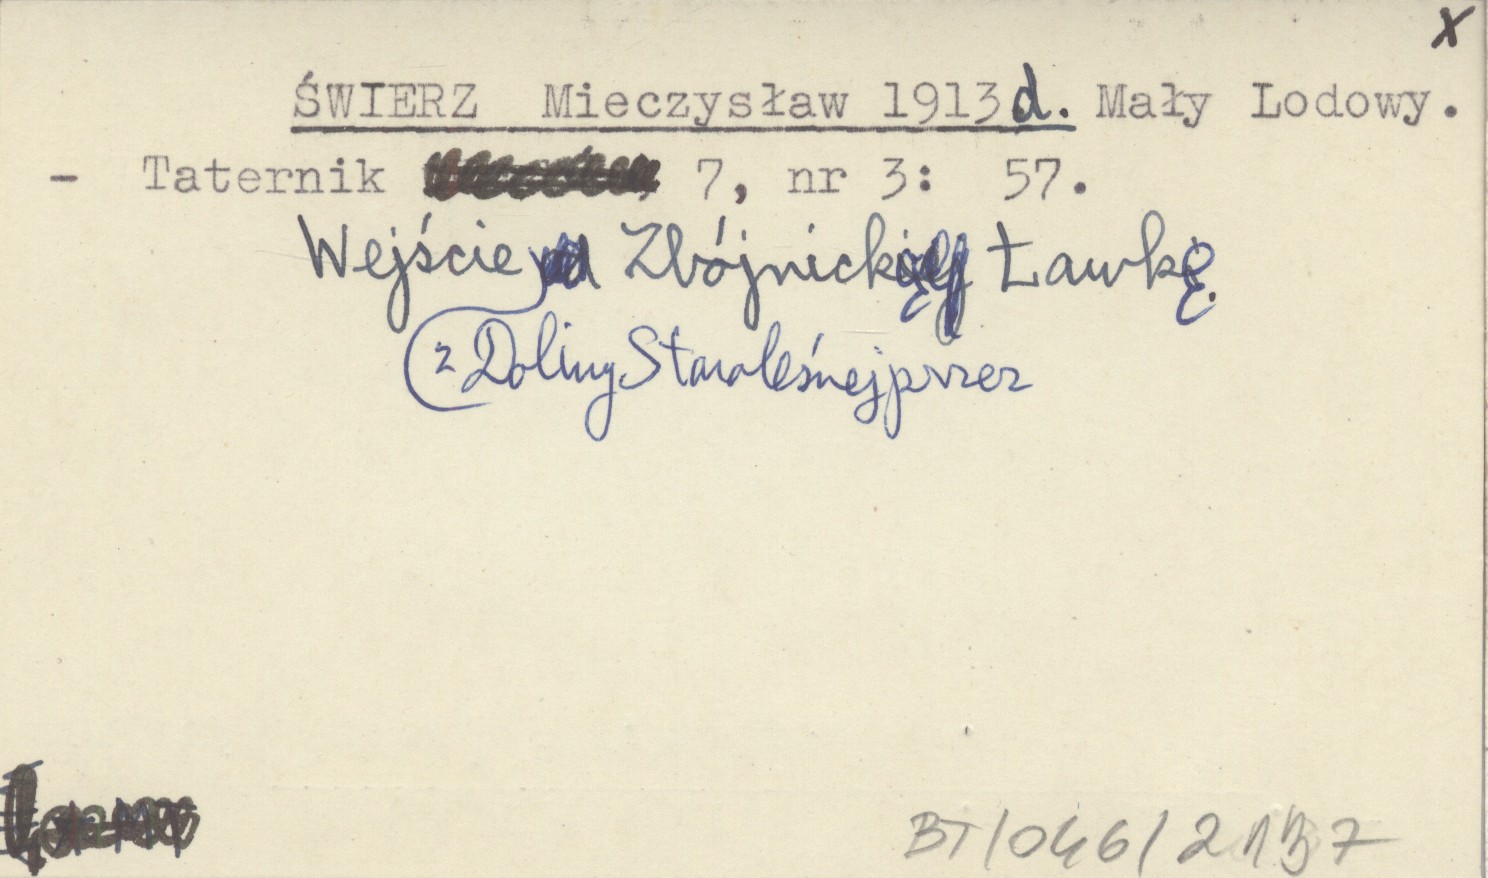 x
ŚWIERZ Mieczysław 1913 d. Mały Lodowy.
- Taternik 7, nr 3: 57.
Wejście Zbójnicką Ławkę.
z Doliny Staroleśnej przez
BT/046/2137